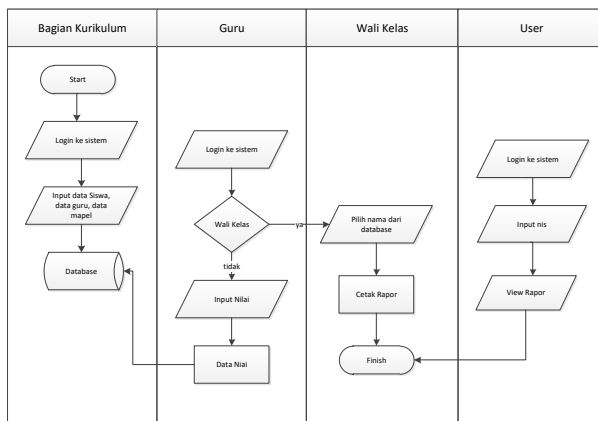 Bagian Kurikulum
Guru
Wali Kelas
User
Start
Login ke sistem
Input data Siswa,
data guru, data
mapel
Database
Login ke sistem
Wali Kelas
ya
tidak
Input Nilai
Data Niai
Pilih nama dari
database
Cetak Rapor
Finish
Login ke sistem
Input nis
View Rapor